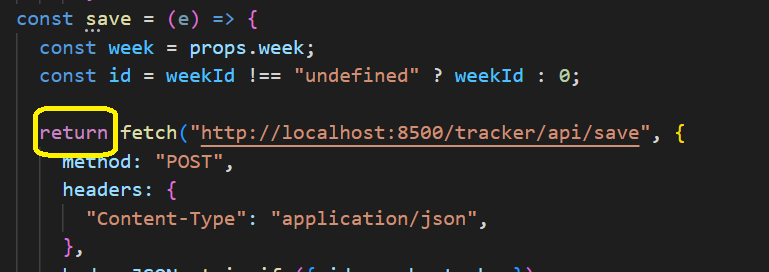 const save = (e) => {
const week = props.week;
const id = weekId !== "undefined" ? weekId : 0;
return fetch("http://localhost:8500/tracker/api/save", {
method: "POST",
headers: {
"Content-Type": "application/json",
},